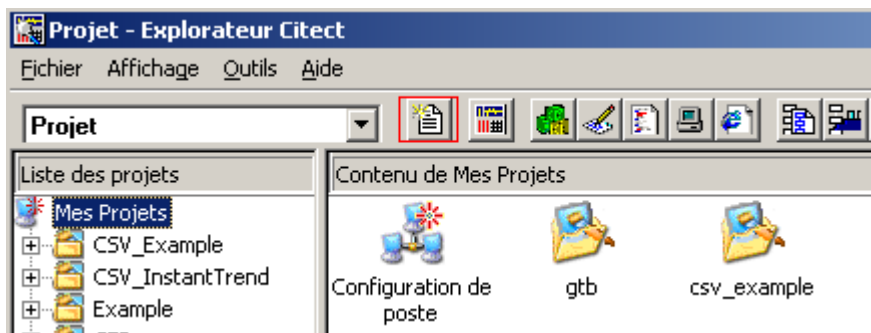 Projet - Explorateur Citect
Fichier Affichage Outils Aide
Projet
Liste des projets
Contenu de Mes Projets
Mes Projets
CSV_Example
CSV_InstantTrend
Example
Configuration de poste
gtb
csv_example